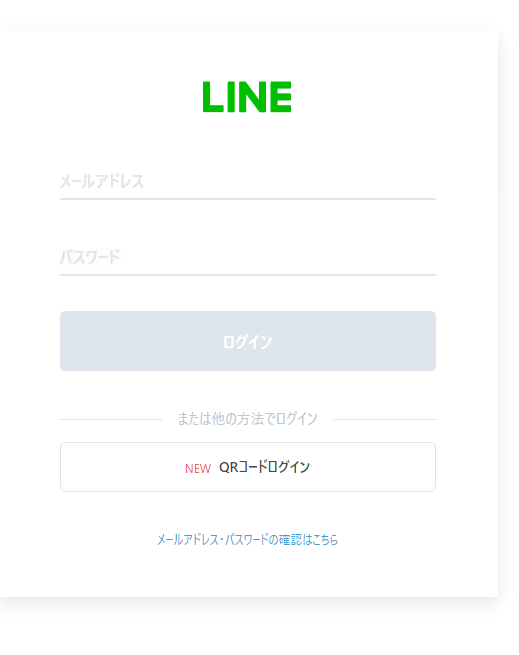 LINE
メールアドレス
パスワード
ログイン
または他の方法でログイン
NEW QRコードログイン
メールアドレス・パスワードの確認はこちら